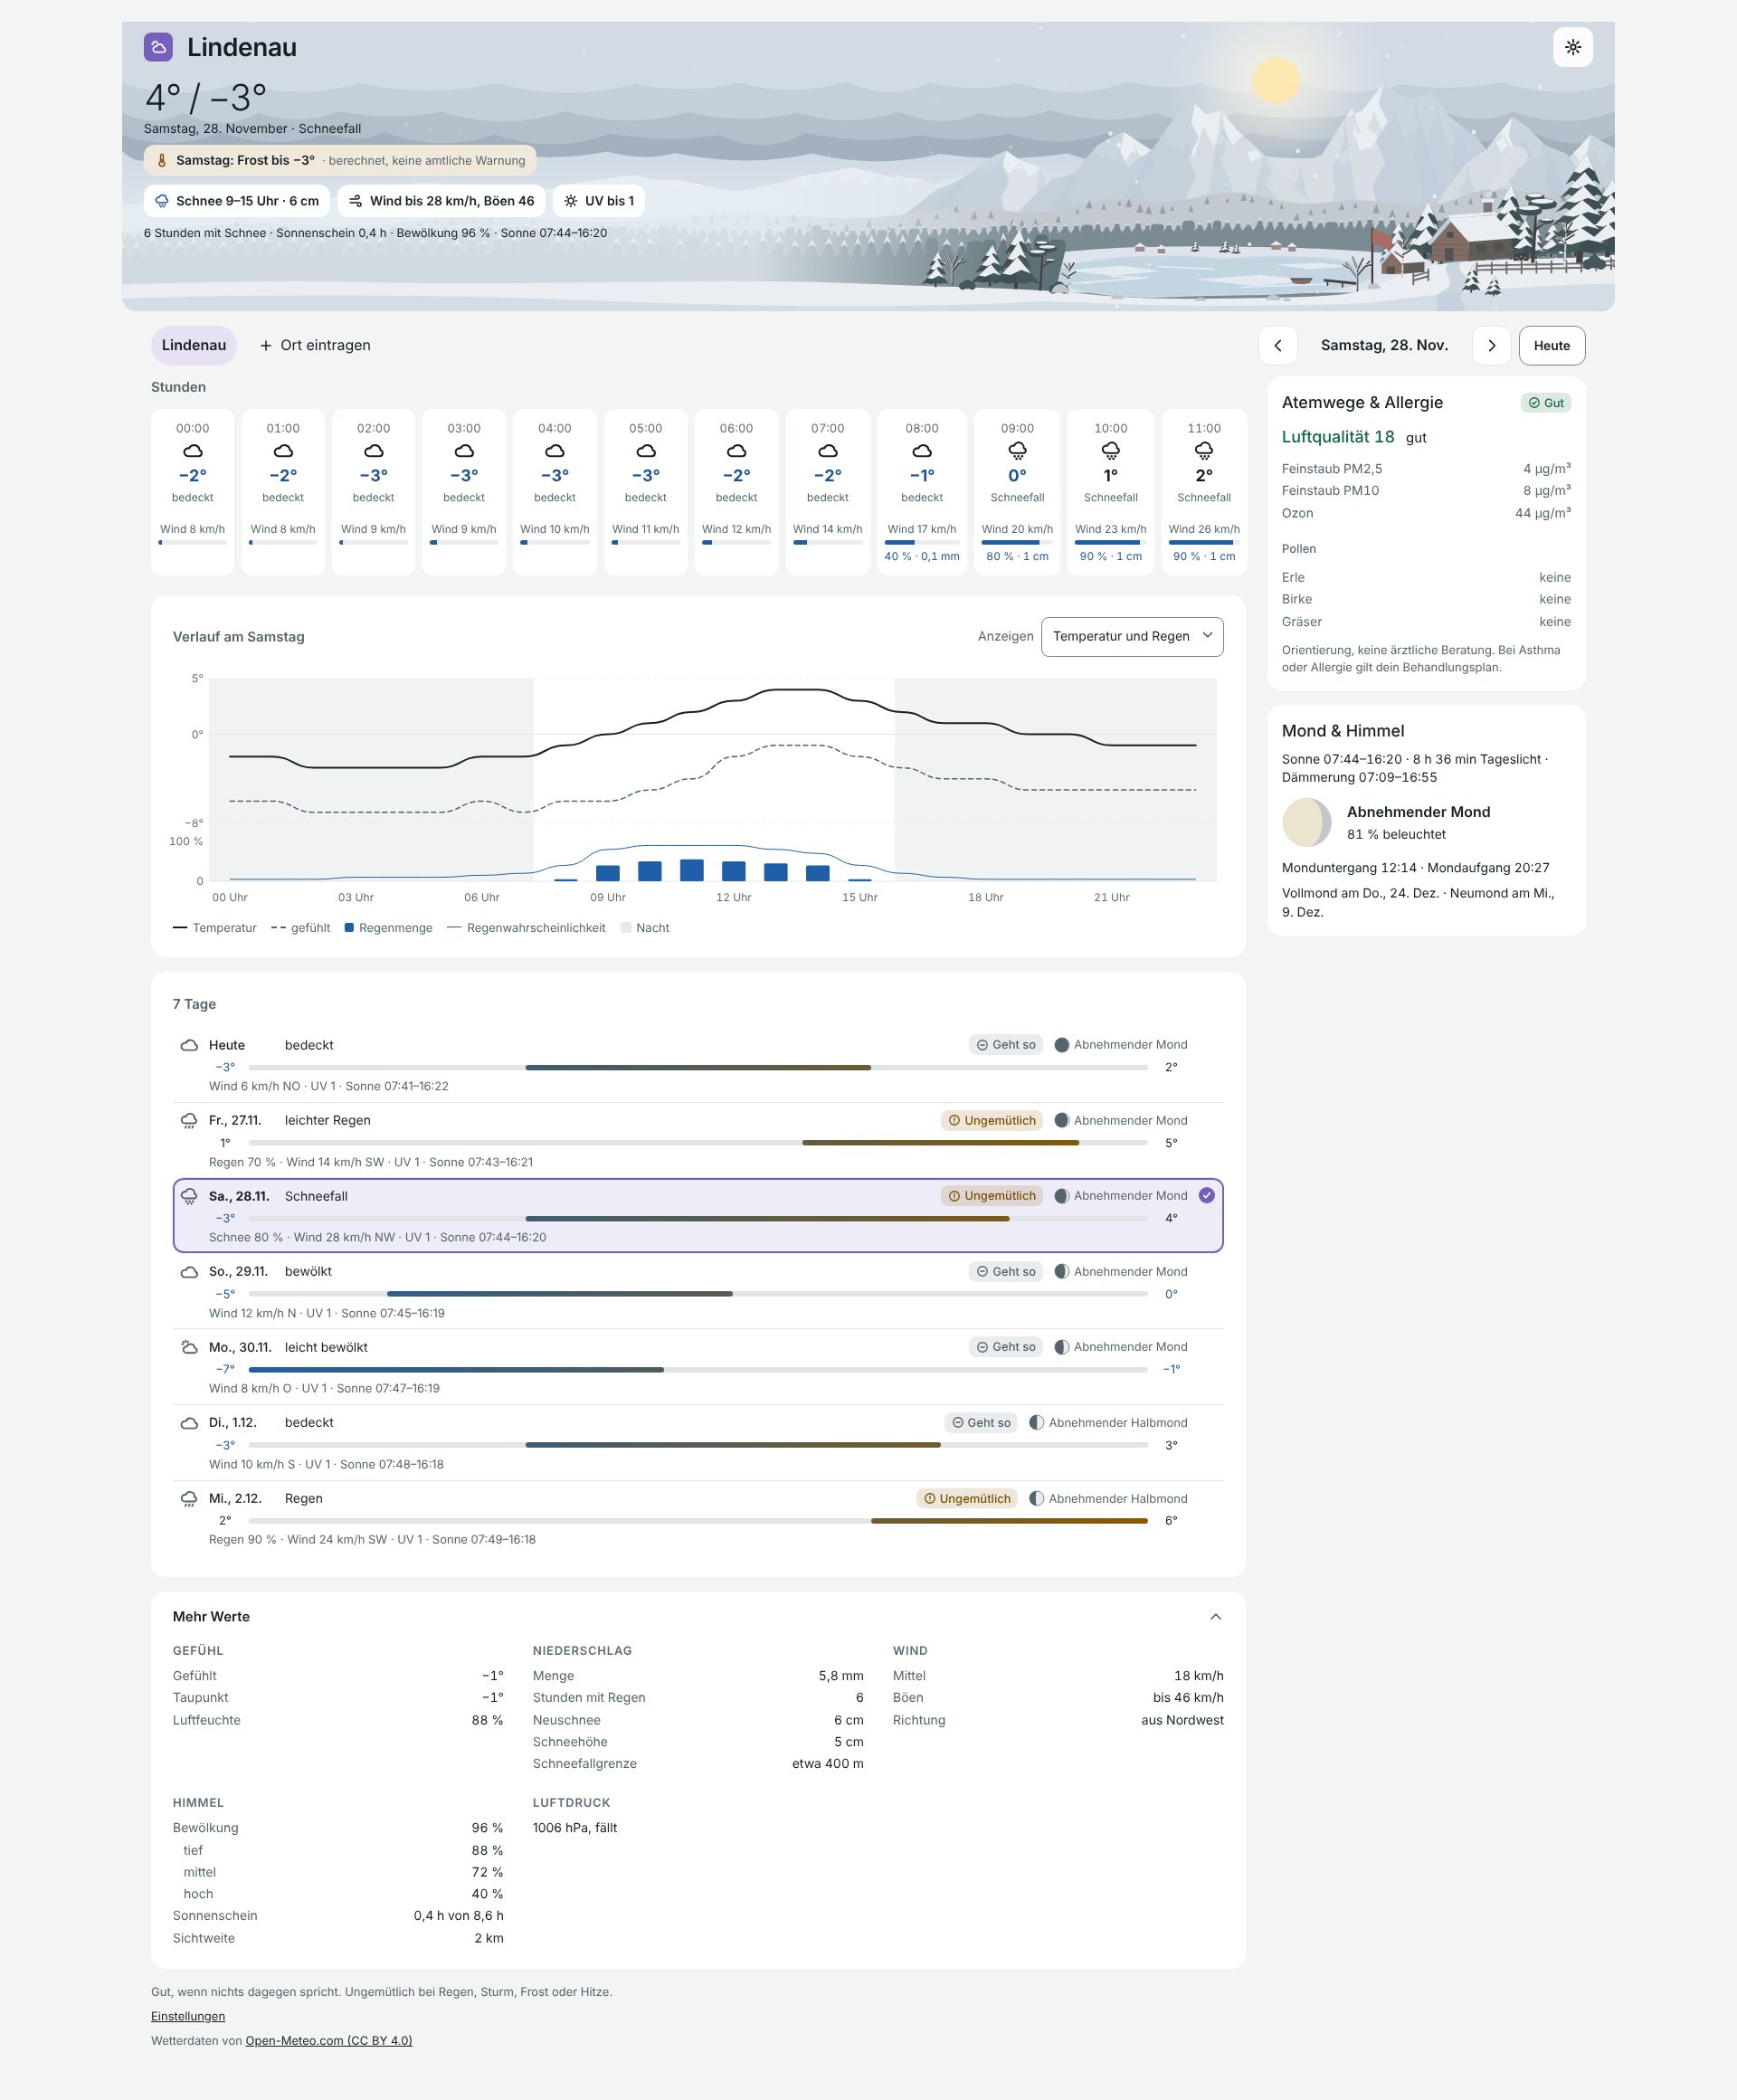 Lindenau
4° / −3°
Samstag, 28. November · Schneefall
Samstag: Frost bis −3° · berechnet, keine amtliche Warnung
Schnee 9–15 Uhr · 6 cm
Wind bis 28 km/h, Böen 46
UV bis 1
6 Stunden mit Schnee · Sonnenschein 0,4 h · Bewölkung 96 % · Sonne 07:44–16:20
Lindenau
+ Ort eintragen
Samstag, 28. Nov.
Heute
Stunden
00:00
−2°
bedeckt
Wind 8 km/h
01:00
−2°
bedeckt
Wind 8 km/h
02:00
−3°
bedeckt
Wind 9 km/h
03:00
−3°
bedeckt
Wind 9 km/h
04:00
−3°
bedeckt
Wind 10 km/h
05:00
−3°
bedeckt
Wind 11 km/h
06:00
−2°
bedeckt
Wind 12 km/h
07:00
−2°
bedeckt
Wind 14 km/h
08:00
−1°
bedeckt
Wind 17 km/h
40 % · 0,1 mm
09:00
0°
Schneefall
Wind 20 km/h
80 % · 1 cm
10:00
1°
Schneefall
Wind 23 km/h
90 % · 1 cm
11:00
2°
Schneefall
Wind 26 km/h
90 % · 1 cm
Atemwege & Allergie
Gut
Luftqualität 18 gut
Feinstaub PM2,5 4 µg/m³
Feinstaub PM10 8 µg/m³
Ozon 44 µg/m³
Pollen
Erle keine
Birke keine
Gräser keine
Orientierung, keine ärztliche Beratung. Bei Asthma
oder Allergie gilt dein Behandlungsplan.
Mond & Himmel
Sonne 07:44–16:20 · 8 h 36 min Tageslicht ·
Dämmerung 07:09–16:55
Abnehmender Mond
81 % beleuchtet
Monduntergang 12:14 · Mondaufgang 20:27
Vollmond am Do., 24. Dez. · Neumond am Mi.,
9. Dez.
Verlauf am Samstag
Anzeigen
Temperatur und Regen
5°
0°
−8°
100 %
0
00 Uhr 03 Uhr 06 Uhr 09 Uhr 12 Uhr 15 Uhr 18 Uhr 21 Uhr
Temperatur gefühlt Regenmenge Regenwahrscheinlichkeit Nacht
7 Tage
Heute bedeckt Geht so Abnehmender Mond
−3° 2°
Wind 6 km/h NO · UV 1 · Sonne 07:41–16:22
Fr., 27.11. leichter Regen Ungemütlich Abnehmender Mond
1° 5°
Regen 70 % · Wind 14 km/h SW · UV 1 · Sonne 07:43–16:21
Sa., 28.11. Schneefall Ungemütlich Abnehmender Mond
−3° 4°
Schnee 80 % · Wind 28 km/h NW · UV 1 · Sonne 07:44–16:20
So., 29.11. bewölkt Geht so Abnehmender Mond
−5° 0°
Wind 12 km/h N · UV 1 · Sonne 07:45–16:19
Mo., 30.11. leicht bewölkt Geht so Abnehmender Mond
−7° −1°
Wind 8 km/h O · UV 1 · Sonne 07:47–16:19
Di., 1.12. bedeckt Geht so Abnehmender Halbmond
−3° 3°
Wind 10 km/h S · UV 1 · Sonne 07:48–16:18
Mi., 2.12. Regen Ungemütlich Abnehmender Halbmond
2° 6°
Regen 90 % · Wind 24 km/h SW · UV 1 · Sonne 07:49–16:18
Mehr Werte
GEFÜHL
Gefühlt −1°
Taupunkt −1°
Luftfeuchte 88 %
NIEDERSCHLAG
Menge 5,8 mm
Stunden mit Regen 6
Neuschnee 6 cm
Schneehöhe 5 cm
Schneefallgrenze etwa 400 m
WIND
Mittel 18 km/h
Böen bis 46 km/h
Richtung aus Nordwest
HIMMEL
Bewölkung 96 %
tief 88 %
mittel 72 %
hoch 40 %
Sonnenschein 0,4 h von 8,6 h
Sichtweite 2 km
LUFTDRUCK
1006 hPa, fällt
Gut, wenn nichts dagegen spricht. Ungemütlich bei Regen, Sturm, Frost oder Hitze.
Einstellungen
Wetterdaten von Open-Meteo.com (CC BY 4.0)